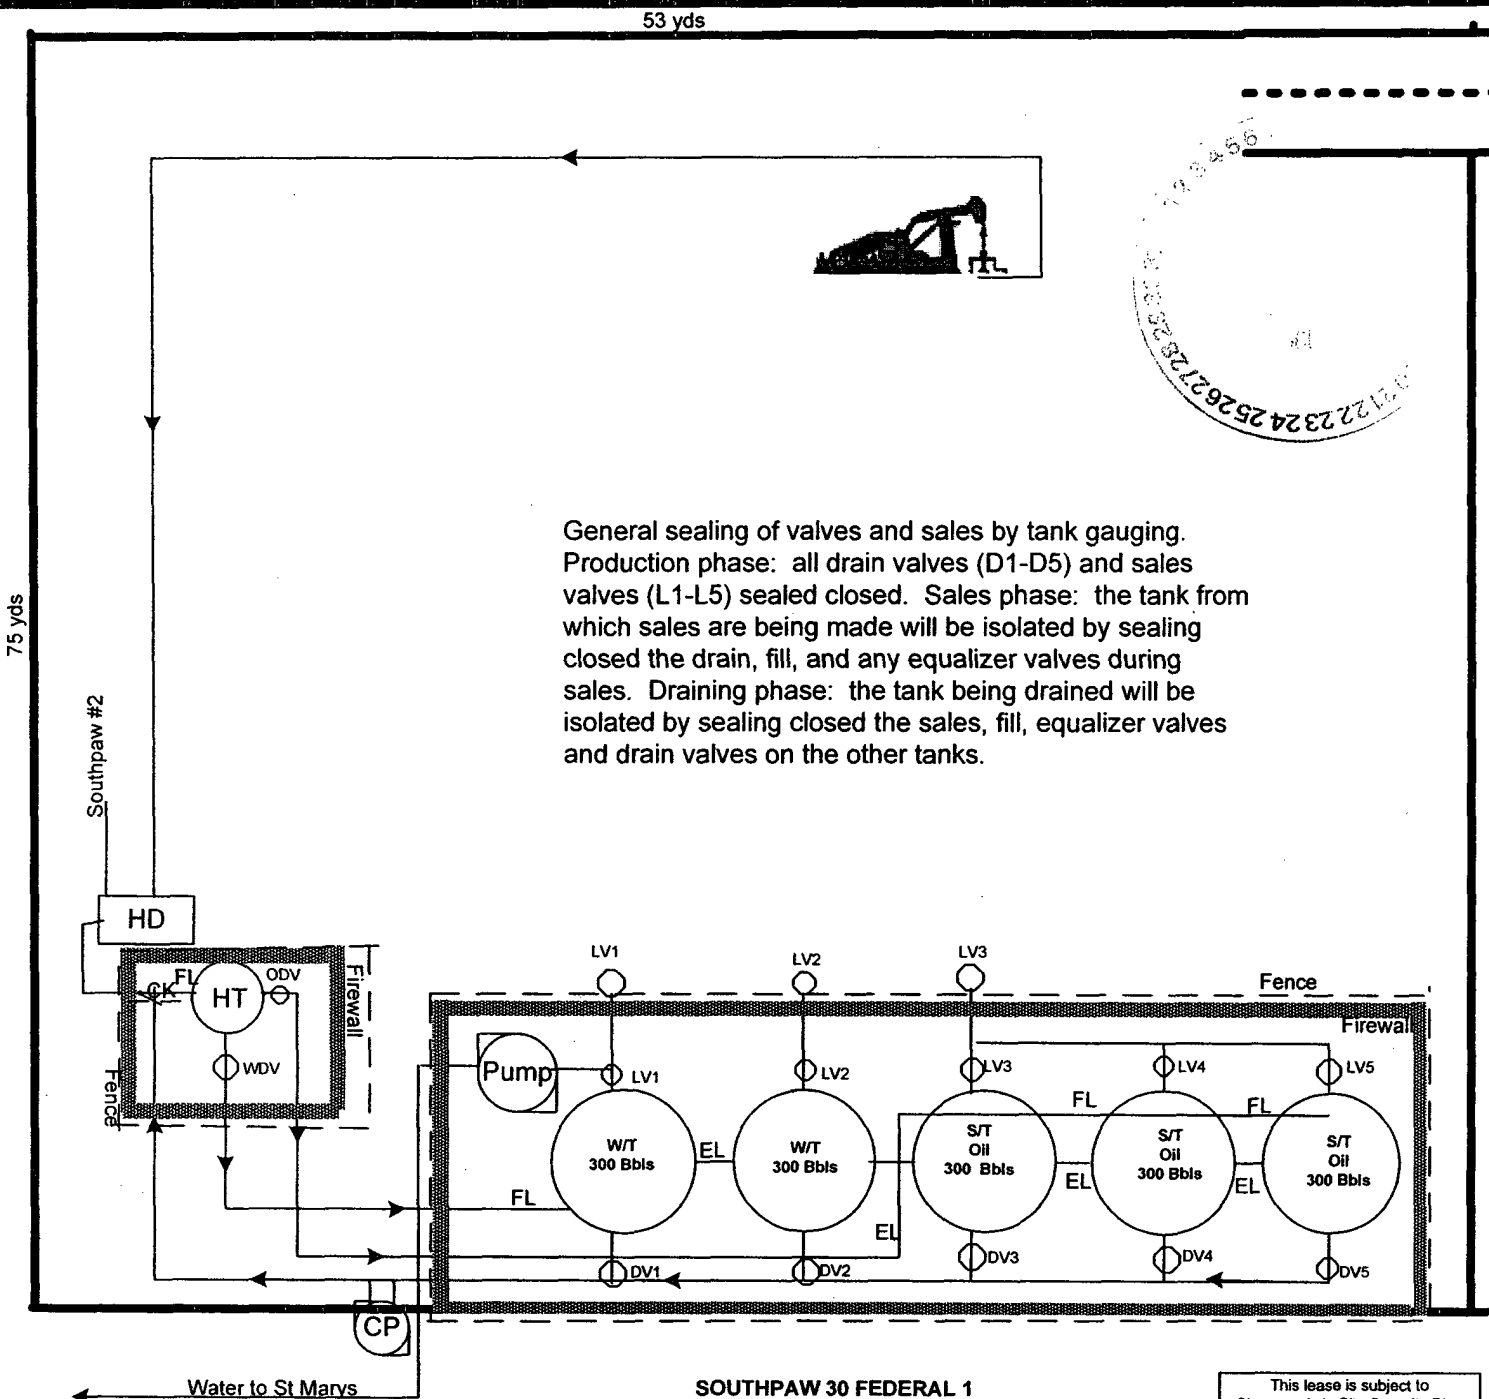 53 yds
75 yds
General sealing of valves and sales by tank gauging.
Production phase: all drain valves (D1-D5) and sales
valves (L1-L5) sealed closed. Sales phase: the tank from
which sales are being made will be isolated by sealing
closed the drain, fill, and any equalizer valves during
sales. Draining phase: the tank being drained will be
isolated by sealing closed the sales, fill, equalizer valves
and drain valves on the other tanks.
Southpaw #2
HD
CK
FL
HT
ODV
WDV
Firewall
Fence
LV1
LV2
LV3
Fence
Firewall
Pump
LV1
LV2
LV3
LV4
LV5
W/T
300 Bbls
EL
W/T
300 Bbls
S/T
Oil
300 Bbls
FL
EL
S/T
Oil
300 Bbls
FL
EL
S/T
Oil
300 Bbls
FL
EL
DV1
DV2
DV3
DV4
DV5
CP
Water to St Marys
SOUTHPAW 30 FEDERAL 1
This lease is subject to
2122232425262728